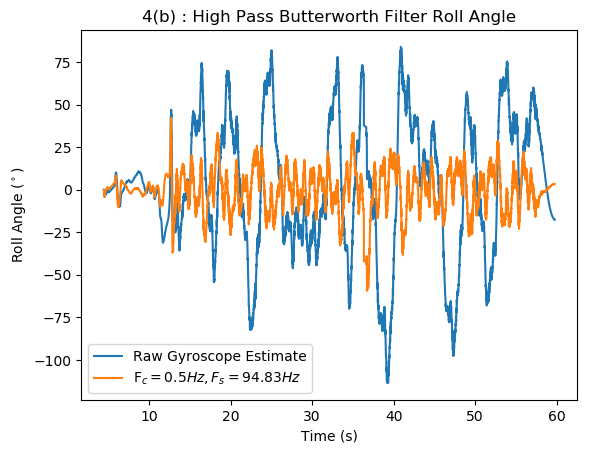 4(b) : High Pass Butterworth Filter Roll Angle
Roll Angle (°)
75
50
25
0
−25
−50
−75
−100
Raw Gyroscope Estimate
F_c = 0.5Hz, F_s = 94.83Hz
10
20
30
40
50
60
Time (s)